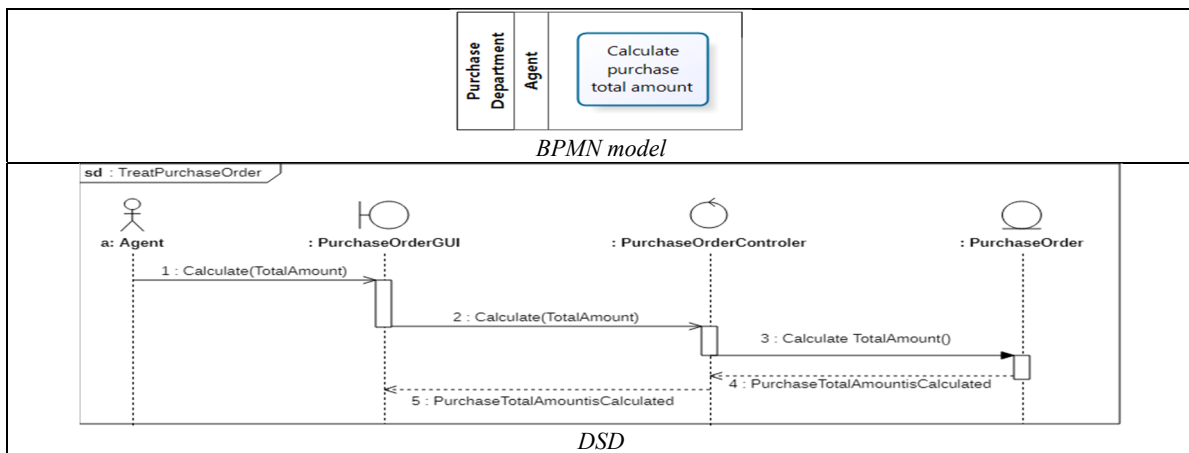 Purchase
Department
Agent
Calculate
purchase
total amount
BPMN model
sd : TreatPurchaseOrder
a: Agent
: PurchaseOrderGUI
: PurchaseOrderControler
: PurchaseOrder
1 : Calculate(TotalAmount)
2 : Calculate(TotalAmount)
3 : Calculate TotalAmount()
4 : PurchaseTotalAmountisCalculated
5 : PurchaseTotalAmountisCalculated
DSD